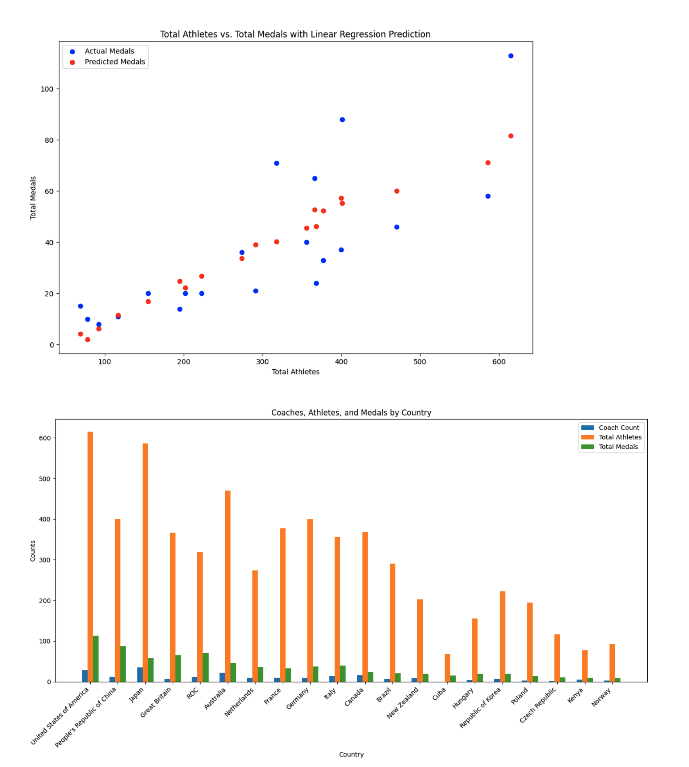 Total Athletes vs. Total Medals with Linear Regression Prediction
Actual Medals
Predicted Medals
Total Medals
100
80
60
40
20
0
100 200 300 400 500 600
Total Athletes
Coaches, Athletes, and Medals by Country
Coach Count
Total Athletes
Total Medals
Counts
600
500
400
300
200
100
0
United States of America
People's Republic of China
Japan
Great Britain
ROC
Australia
Netherlands
France
Germany
Italy
Canada
Brazil
New Zealand
Cuba
Hungary
Republic of Korea
Poland
Czech Republic
Kenya
Norway
Country